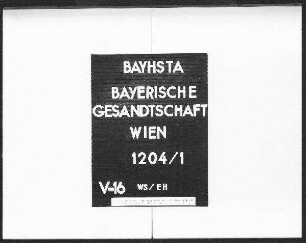 BAYHSTA
BAYERISCHE
GESANDTSCHAFT
WIEN
1204/1
V-16 WS/EH